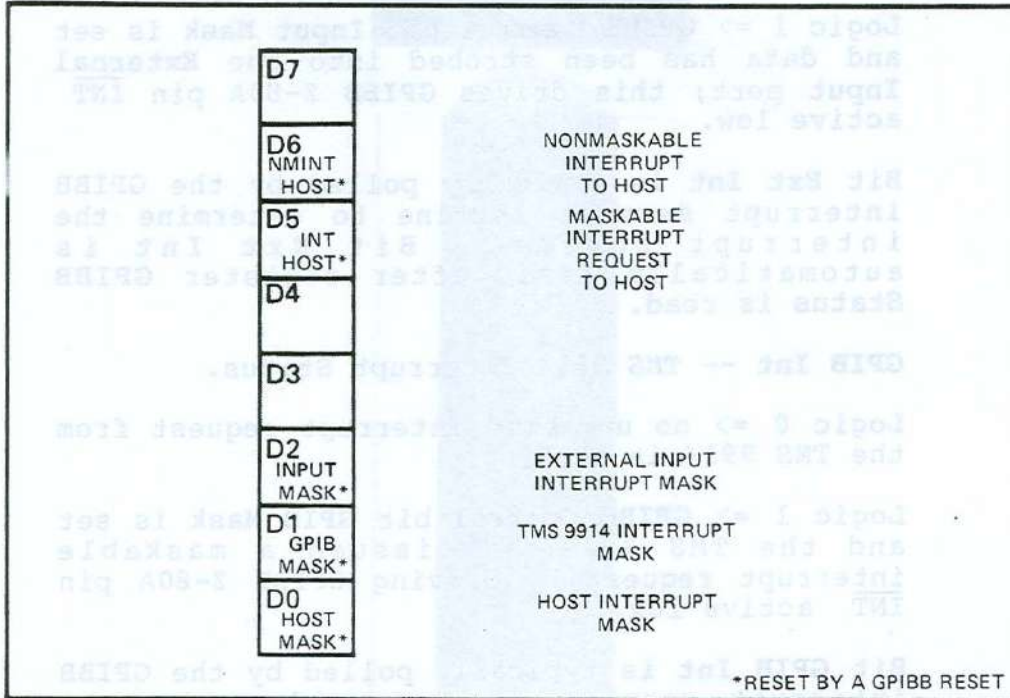 D7
D6
NMINT
HOST*
NONMASKABLE
INTERRUPT
TO HOST
D5
INT
HOST*
MASKABLE
INTERRUPT
REQUEST
TO HOST
D4
D3
D2
INPUT
MASK*
EXTERNAL INPUT
INTERRUPT MASK
D1
GPIB
MASK*
TMS 9914 INTERRUPT
MASK
D0
HOST
MASK*
HOST INTERRUPT
MASK
*RESET BY A GPIBB RESET